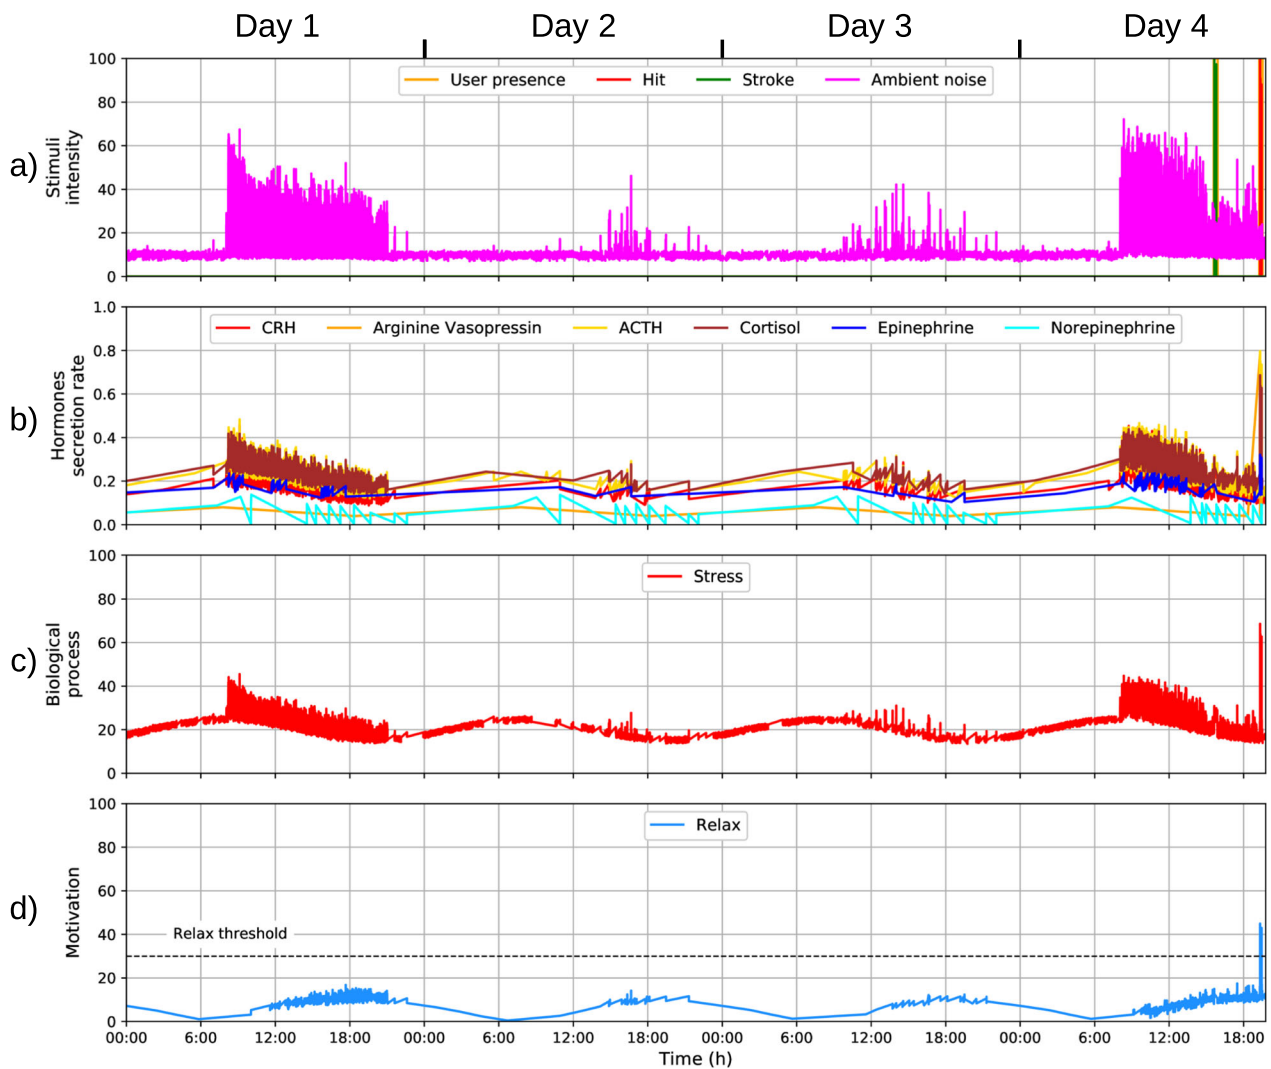 Day 1 Day 2 Day 3 Day 4
a)
Stimuli
intensity
100
80
60
40
20
0
User presence Hit Stroke Ambient noise
b)
Hormones
secretion rate
1.0
0.8
0.6
0.4
0.2
0.0
CRH Arginine Vasopressin ACTH Cortisol Epinephrine Norepinephrine
c)
Biological
process
100
80
60
40
20
0
Stress
d)
Motivation
100
80
60
40
20
0
Relax
Relax threshold
00:00 6:00 12:00 18:00 00:00 6:00 12:00 18:00 00:00 6:00 12:00 18:00 00:00 6:00 12:00 18:00
Time (h)